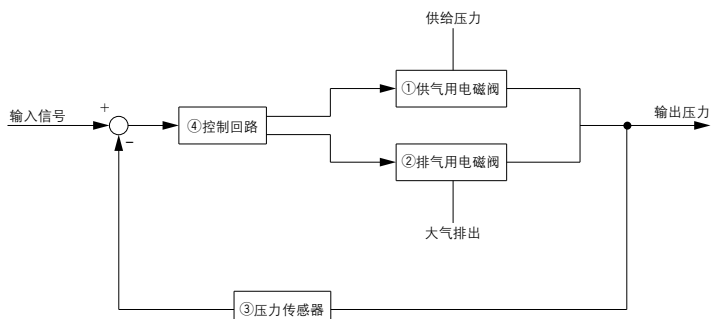 供给压力
①供气用电磁阀
输入信号
+
④控制回路
输出压力
−
②排气用电磁阀
大气排出
③压力传感器